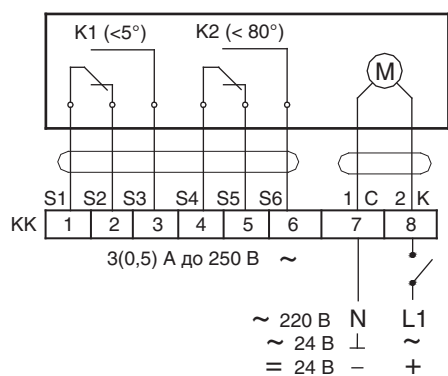 K1 (<5°) K2 (< 80°)
M
S1 S2 S3 S4 S5 S6 1 C 2 K
КК 1 2 3 4 5 6 7 8
3(0,5) А до 250 В ~
~ 220 В N L1
~ 24 В ⊥ ~
= 24 В – +